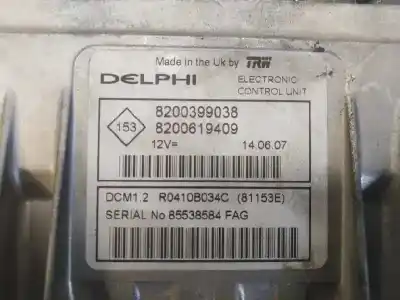 Made in the Uk by TRW
DELPHI
ELECTRONIC
CONTROL UNIT
153
8200399038
8200619409
12V= 14.06.07
DCM1.2 R0410B034C (81153E)
SERIAL No 85538584 FAG